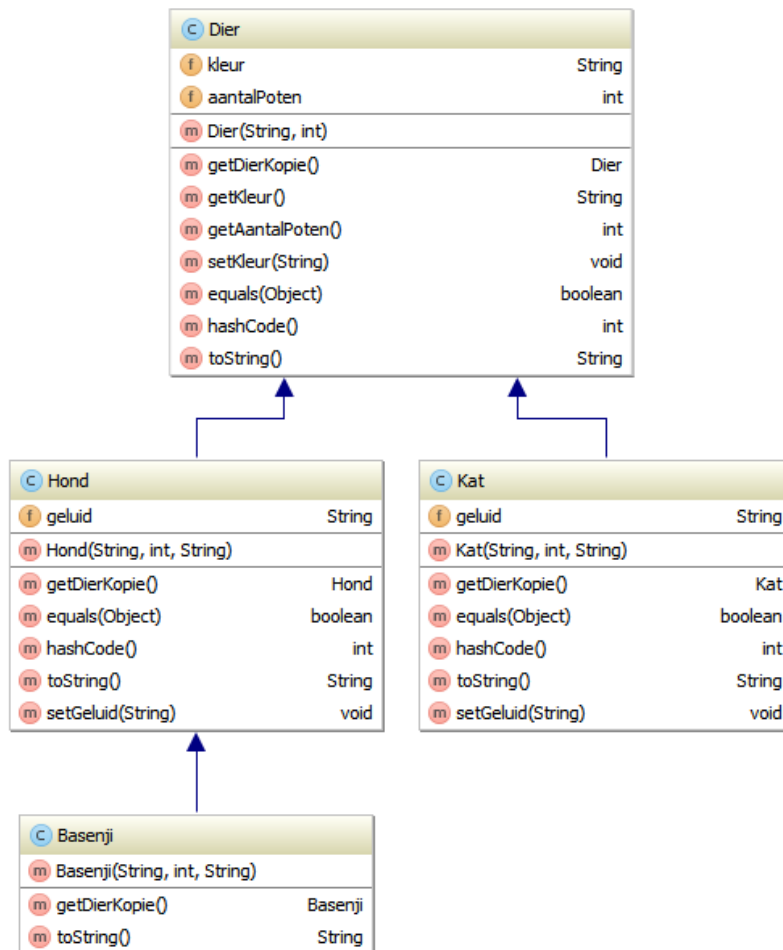 C Dier
f kleur String
f aantalPoten int
m Dier(String, int)
m getDierKopie() Dier
m getKleur() String
m getAantalPoten() int
m setKleur(String) void
m equals(Object) boolean
m hashCode() int
m toString() String
C Hond
f geluid String
m Hond(String, int, String)
m getDierKopie() Hond
m equals(Object) boolean
m hashCode() int
m toString() String
m setGeluid(String) void
C Kat
f geluid String
m Kat(String, int, String)
m getDierKopie() Kat
m equals(Object) boolean
m hashCode() int
m toString() String
m setGeluid(String) void
C Basenji
m Basenji(String, int, String)
m getDierKopie() Basenji
m toString() String